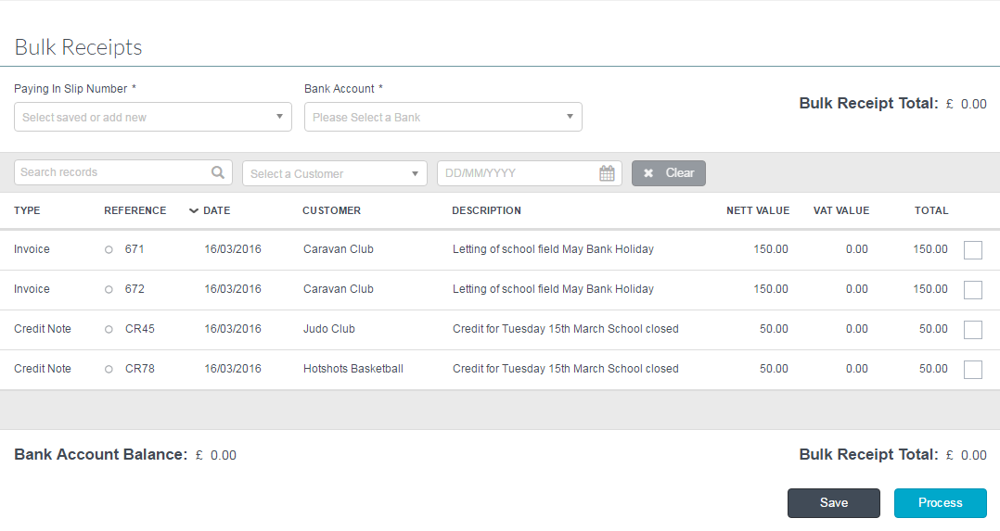 Bulk Receipts
Paying In Slip Number * Bank Account * Bulk Receipt Total: £ 0.00
Select saved or add new Please Select a Bank
Search records Select a Customer DD/MM/YYYY Clear
TYPE REFERENCE DATE CUSTOMER DESCRIPTION NETT VALUE VAT VALUE TOTAL
Invoice 671 16/03/2016 Caravan Club Letting of school field May Bank Holiday 150.00 0.00 150.00
Invoice 672 16/03/2016 Caravan Club Letting of school field May Bank Holiday 150.00 0.00 150.00
Credit Note CR45 16/03/2016 Judo Club Credit for Tuesday 15th March School closed 50.00 0.00 50.00
Credit Note CR78 16/03/2016 Hotshots Basketball Credit for Tuesday 15th March School closed 50.00 0.00 50.00
Bank Account Balance: £ 0.00 Bulk Receipt Total: £ 0.00
Save Process